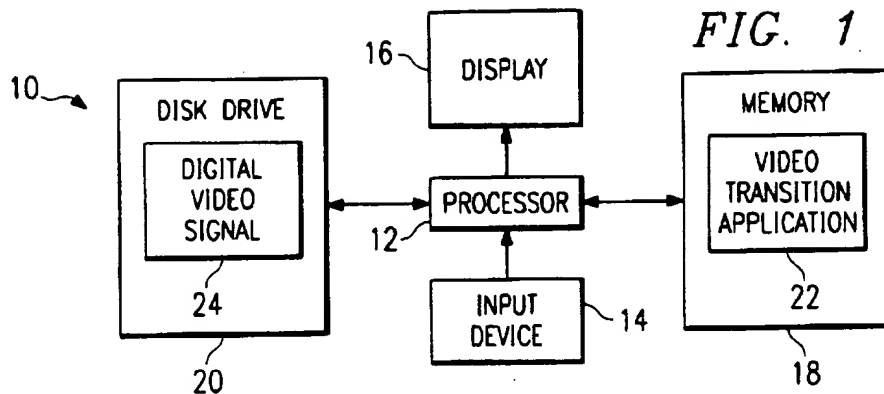 FIG. 1
16
DISPLAY
10
DISK DRIVE
DIGITAL
VIDEO
SIGNAL
24
20
PROCESSOR
12
INPUT
DEVICE
14
MEMORY
VIDEO
TRANSITION
APPLICATION
22
18